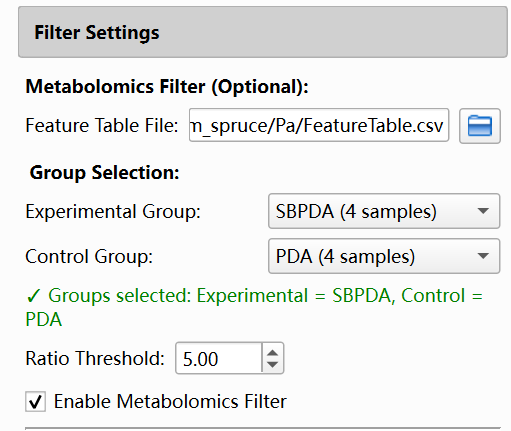 Filter Settings
Metabolomics Filter (Optional):
Feature Table File: m_spruce/Pa/FeatureTable.csv
Group Selection:
Experimental Group: SBPDA (4 samples)
Control Group: PDA (4 samples)
✓ Groups selected: Experimental = SBPDA, Control =
PDA
Ratio Threshold: 5.00
Enable Metabolomics Filter